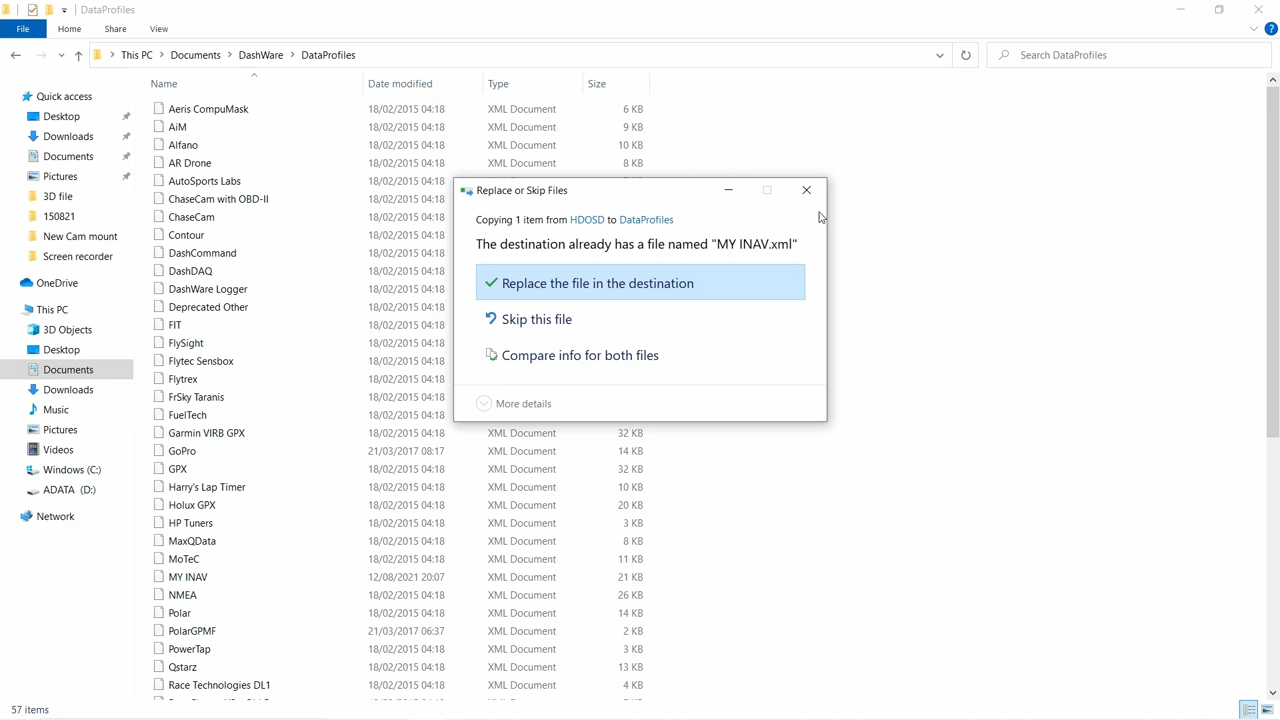 DataProfiles
File Home Share View
This PC Documents DashWare DataProfiles
Search DataProfiles
Quick access
Desktop
Downloads
Documents
Pictures
3D file
150821
New Cam mount
Screen recorder
OneDrive
This PC
3D Objects
Desktop
Documents
Downloads
Music
Pictures
Videos
Windows (C:)
ADATA (D:)
Network
Name Date modified Type Size
Aeris CompuMask 18/02/2015 04:18 XML Document 6 KB
AiM 18/02/2015 04:18 XML Document 9 KB
Alfano 18/02/2015 04:18 XML Document 10 KB
AR Drone 18/02/2015 04:18 XML Document 8 KB
AutoSports Labs 18/02/2015 04:18
ChaseCam with OBD-II 18/02/2015 04:18
ChaseCam 18/02/2015 04:18
Contour 18/02/2015 04:18
DashCommand 18/02/2015 04:18
DashDAQ 18/02/2015 04:18
DashWare Logger 18/02/2015 04:18
Deprecated Other 18/02/2015 04:18
FIT 18/02/2015 04:18
FlySight 18/02/2015 04:18
Flytec Sensbox 18/02/2015 04:18
Flytrex 18/02/2015 04:18
FrSky Taranis 18/02/2015 04:18
FuelTech 18/02/2015 04:18
Garmin VIRB GPX 18/02/2015 04:18 XML Document 32 KB
GoPro 21/03/2017 08:17 XML Document 14 KB
GPX 18/02/2015 04:18 XML Document 32 KB
Harry's Lap Timer 18/02/2015 04:18 XML Document 10 KB
Holux GPX 18/02/2015 04:18 XML Document 20 KB
HP Tuners 18/02/2015 04:18 XML Document 3 KB
MaxQData 18/02/2015 04:18 XML Document 8 KB
MoTeC 18/02/2015 04:18 XML Document 11 KB
MY INAV 12/08/2021 20:07 XML Document 21 KB
NMEA 18/02/2015 04:18 XML Document 26 KB
Polar 18/02/2015 04:18 XML Document 14 KB
PolarGPMF 21/03/2017 06:37 XML Document 2 KB
PowerTap 18/02/2015 04:18 XML Document 3 KB
Qstarz 18/02/2015 04:18 XML Document 13 KB
Race Technologies DL1 18/02/2015 04:18 XML Document 4 KB
Replace or Skip Files
Copying 1 item from HDOSD to DataProfiles
The destination already has a file named "MY INAV.xml"
Replace the file in the destination
Skip this file
Compare info for both files
More details
57 items